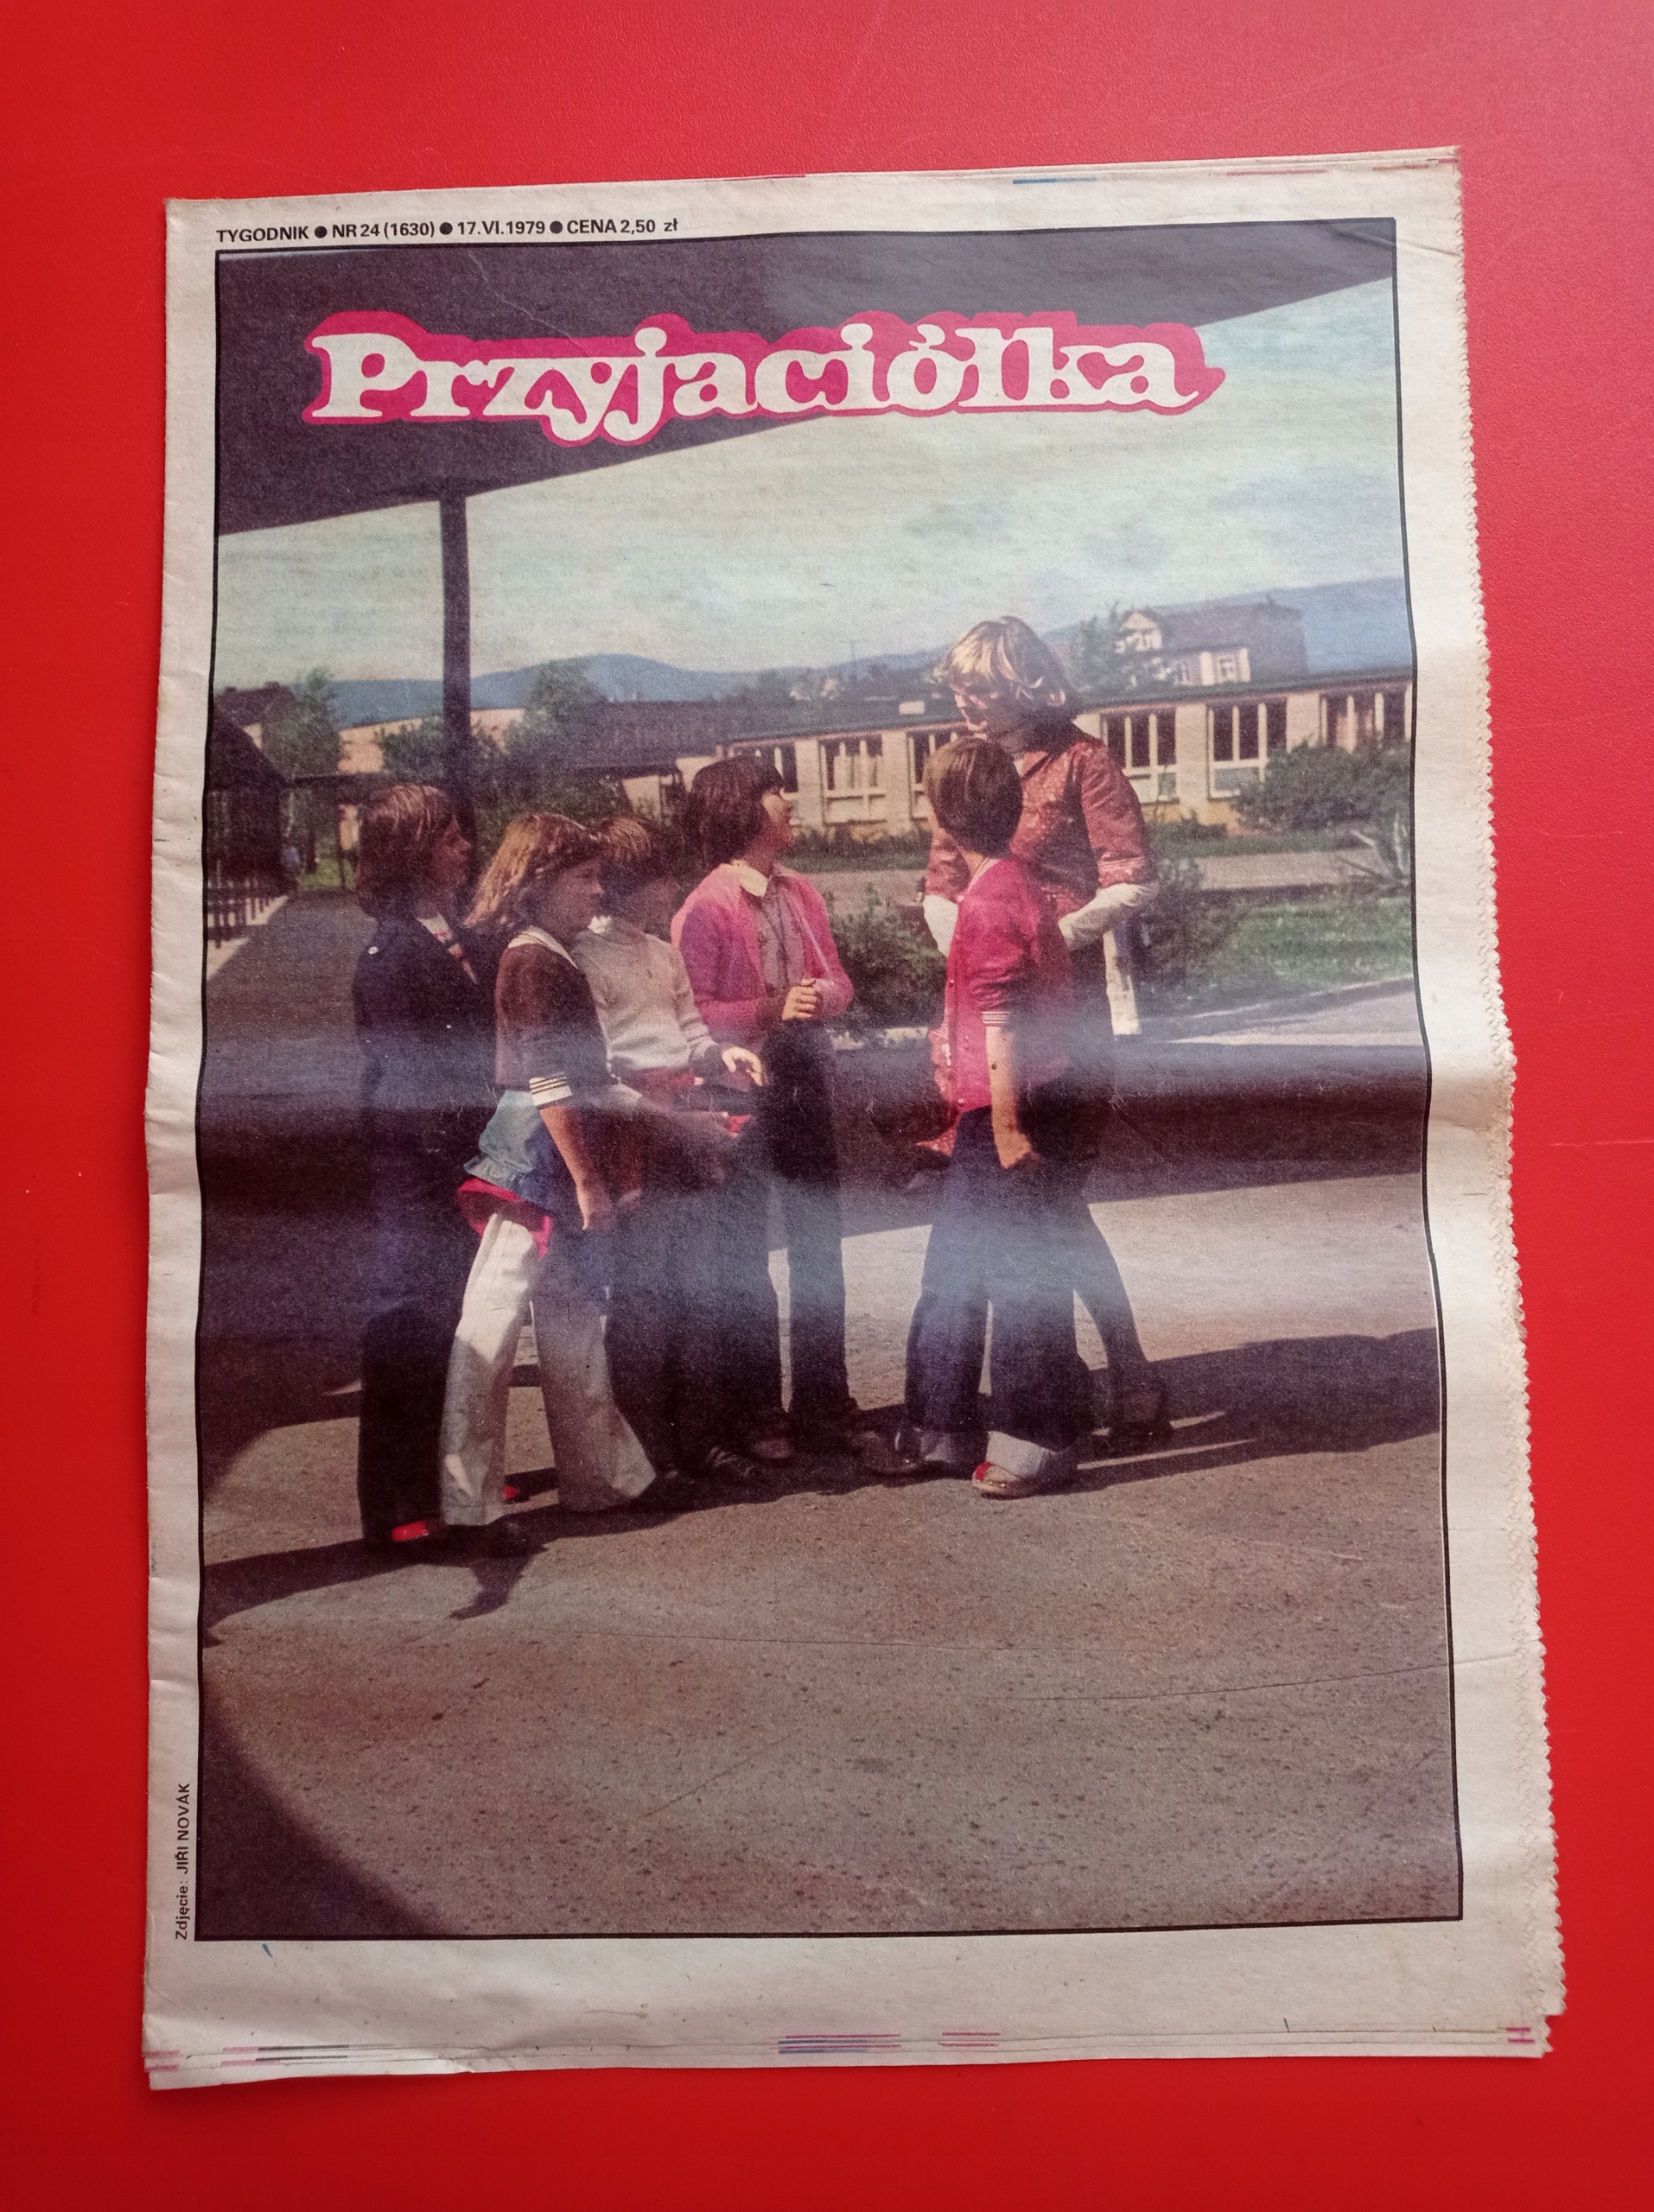 TYGODNIK ● NR 24 (1630) ● 17.VI.1979 ● CENA 2,50 zł
Przyjaciółka
Zdjęcie: JIŘI NOVÁK